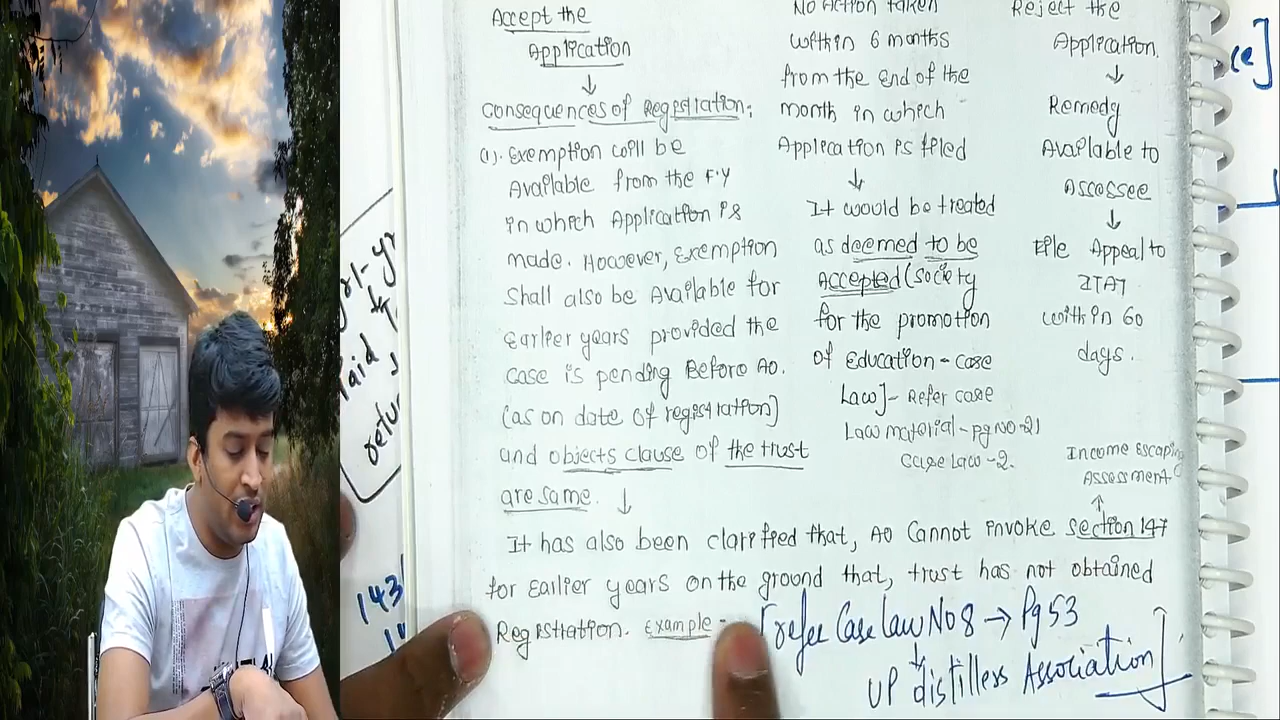 Accept the
Application
↓
Consequences of Registration:
(1). Exemption will be
Available from the F.Y
in which Application is
made. However, Exemption
shall also be Available for
Earlier years provided the
case is pending Before AO.
(as on date of registration)
and objects clause of the trust
are same. ↓
No Action taken
within 6 months
from the end of the
month in which
Application is filed
↓
It would be treated
as deemed to be
Accepted (society
for the promotion
of Education - case
Law] - Refer case
Law material - pg No-21
case law - 2.
Reject the
Application.
↓
Remedy
Available to
Assessee
↓
File Appeal to
ITAT
within 60
days.
Income Escaping
Assessment
↑
It has also been clarified that, AO cannot invoke section 147
for Earlier years on the ground that, trust has not obtained
Registration. Example - [refer Case law No 8 → Pg 53
↓
UP distillers Association].
143